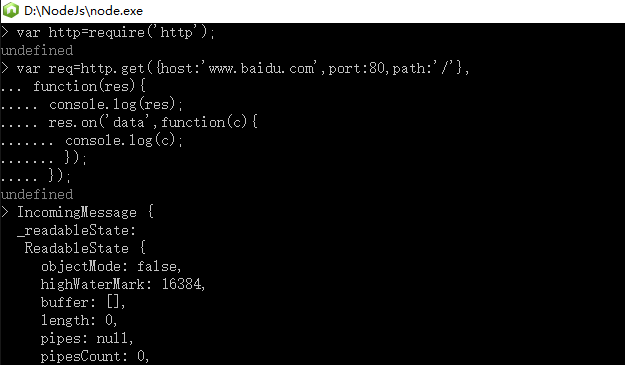 D:\NodeJs\node.exe
> var http=require('http');
undefined
> var req=http.get({host:'www.baidu.com',port:80,path:'/'},
... function(res){
..... console.log(res);
..... res.on('data',function(c){
....... console.log(c);
....... });
..... });
undefined
> IncomingMessage {
  _readableState:
   ReadableState {
     objectMode: false,
     highWaterMark: 16384,
     buffer: [],
     length: 0,
     pipes: null,
     pipesCount: 0,